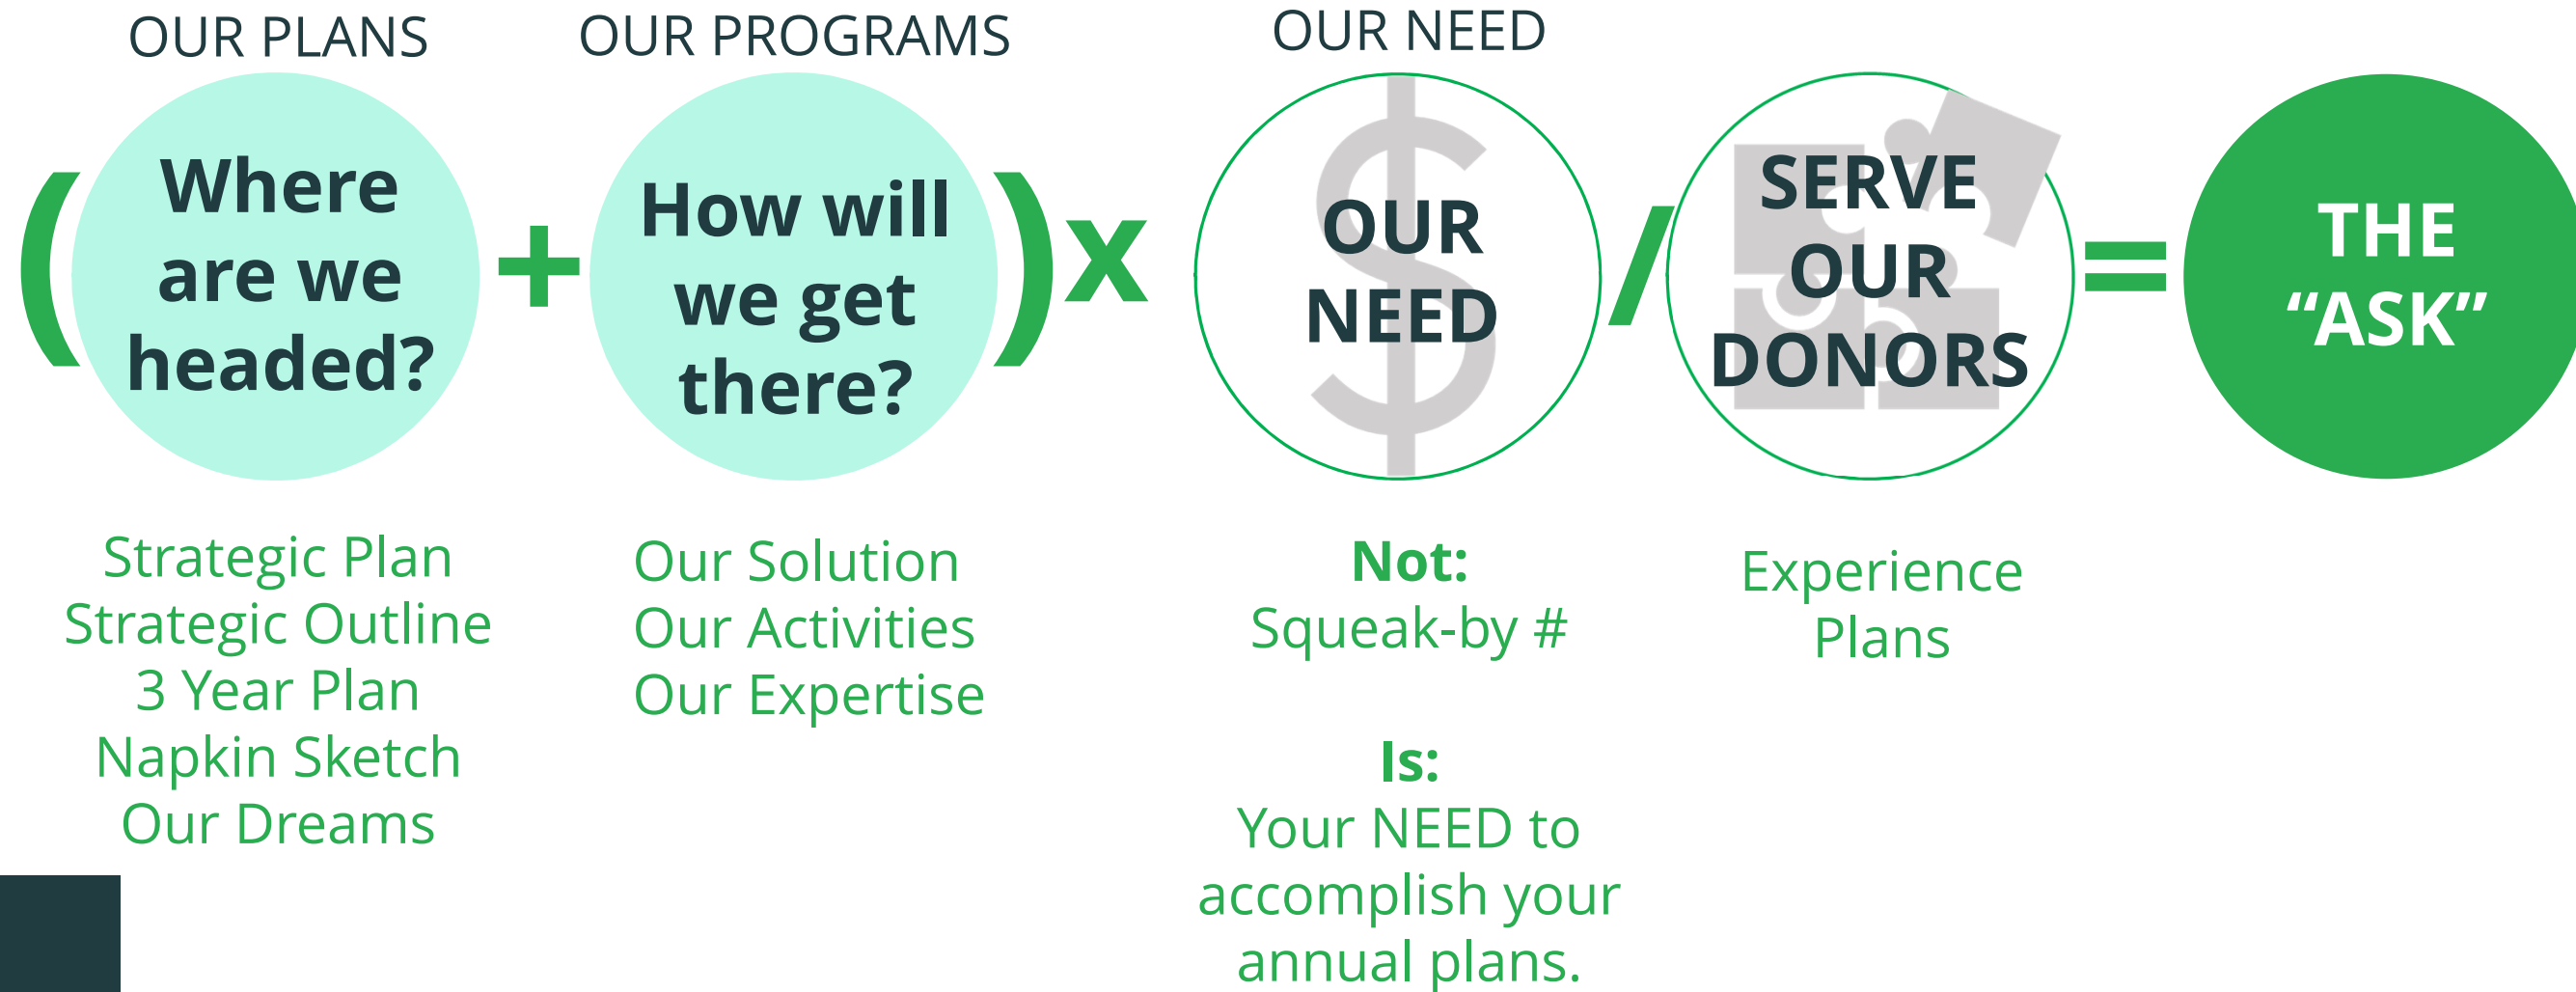 OUR PLANS
OUR PROGRAMS
OUR NEED
(
Where
are we
headed?
+
How will
we get
there?
)
x
OUR
NEED
/
SERVE
OUR
DONORS
=
THE
“ASK”
Strategic Plan
Strategic Outline
3 Year Plan
Napkin Sketch
Our Dreams
Our Solution
Our Activities
Our Expertise
Not:
Squeak-by #
Is:
Your NEED to
accomplish your
annual plans.
Experience
Plans